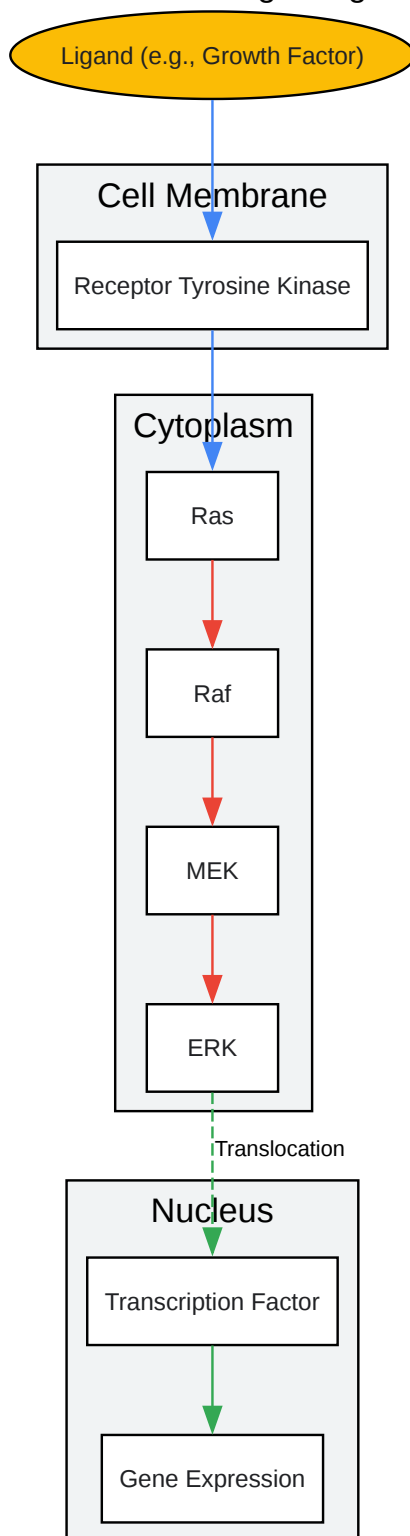 Ligand (e.g., Growth Factor)
Cell Membrane
Receptor Tyrosine Kinase
Cytoplasm
Ras
Raf
MEK
ERK
Translocation
Nucleus
Transcription Factor
Gene Expression